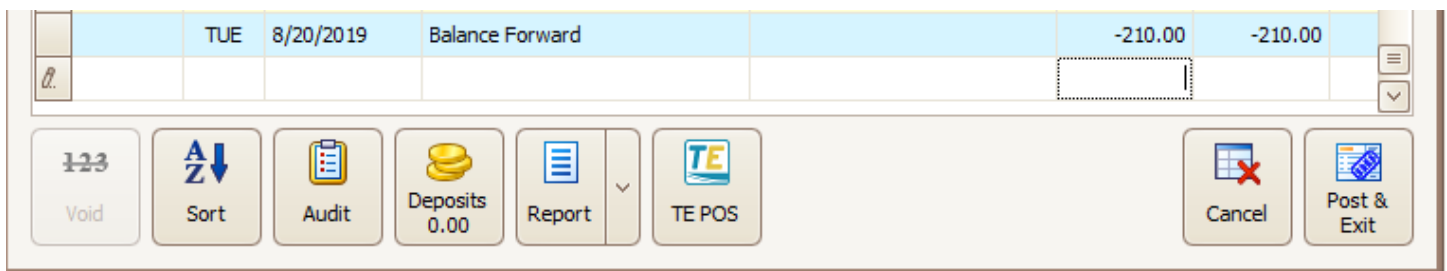 TUE 8/20/2019 Balance Forward -210.00 -210.00
123
Void
A
Z
Sort
Audit
Deposits
0.00
Report
TE
TE POS
Cancel
Post &
Exit